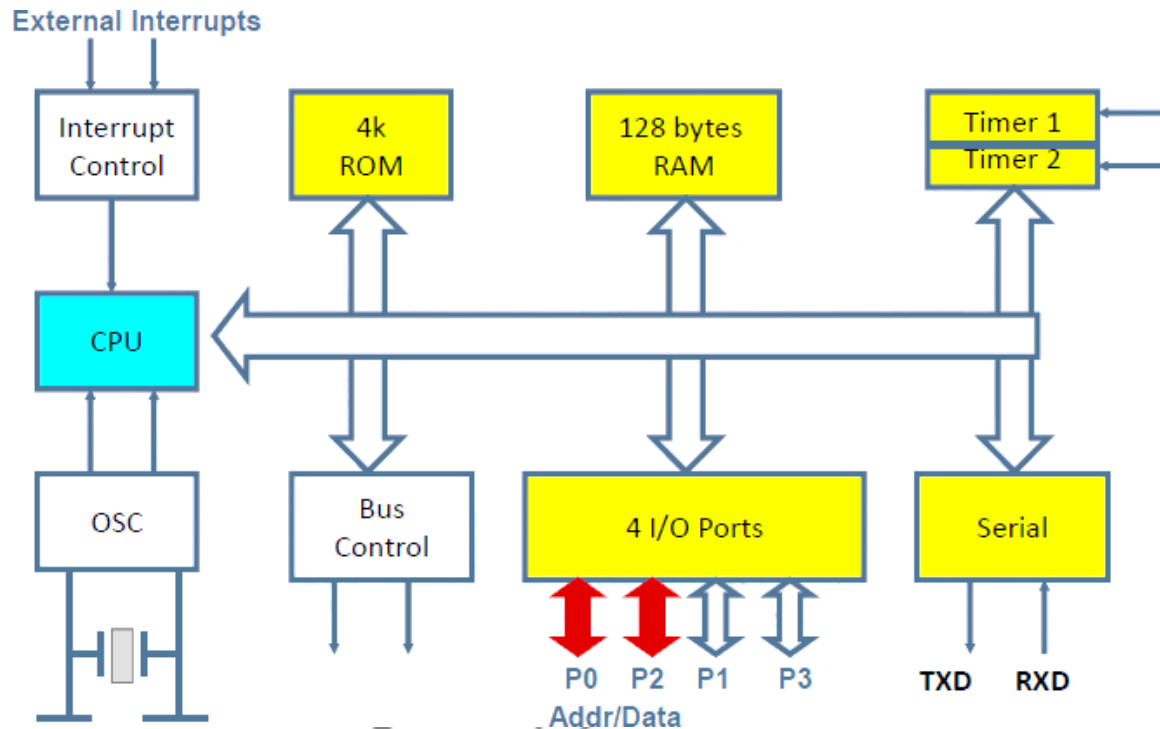 External Interrupts
Interrupt
Control
4k
ROM
128 bytes
RAM
Timer 1
Timer 2
CPU
OSC
Bus
Control
4 I/O Ports
Serial
P0
P2
P1
P3
Addr/Data
TXD
RXD